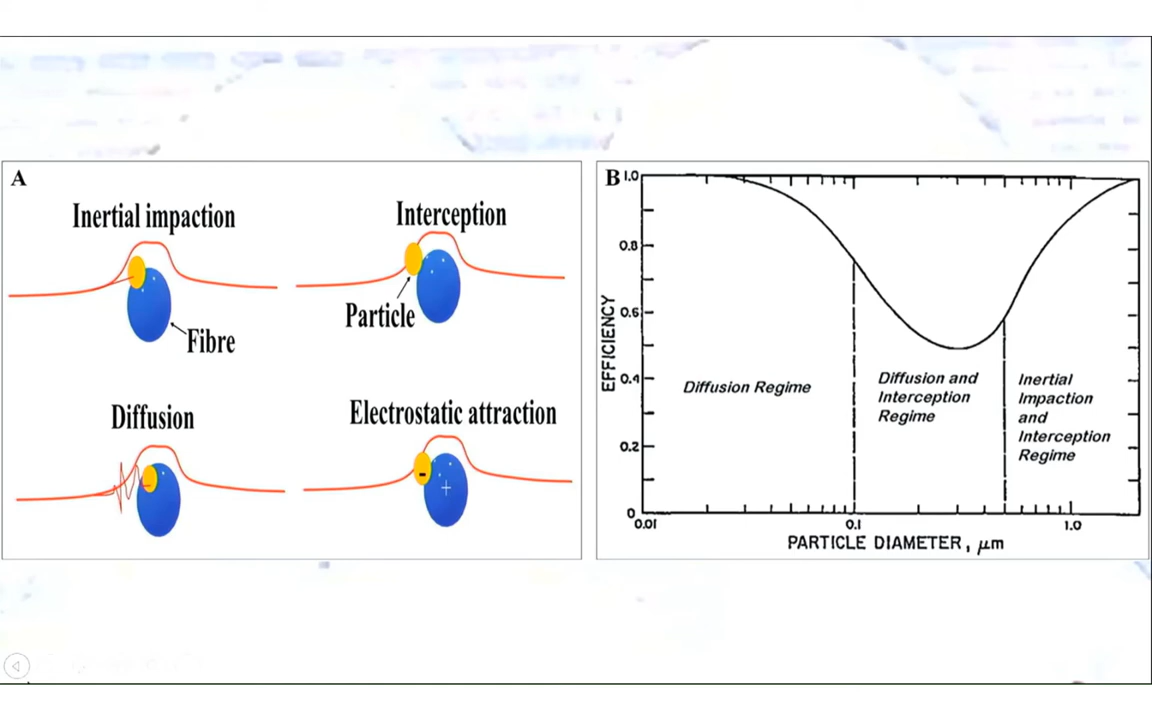 A
Inertial impaction
Fibre
Interception
Particle
Diffusion
Electrostatic attraction
-
+
B
1.0
0.8
0.6
0.4
0.2
0
EFFICIENCY
Diffusion Regime
Diffusion and
Interception
Regime
Inertial
Impaction
and
Interception
Regime
0.01
0.1
1.0
PARTICLE DIAMETER, μm